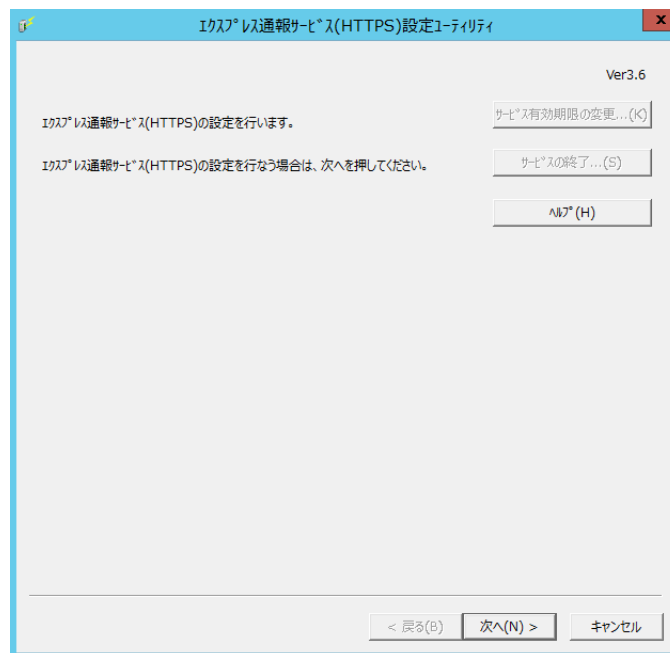 ｴｸｽﾌﾟﾚｽ通報ｻｰﾋﾞｽ(HTTPS)設定ﾕｰﾃｨﾘﾃｨ
x
Ver3.6
ｻｰﾋﾞｽ有効期限の変更...(K)
ｴｸｽﾌﾟﾚｽ通報ｻｰﾋﾞｽ(HTTPS)の設定を行います。
ｴｸｽﾌﾟﾚｽ通報ｻｰﾋﾞｽ(HTTPS)の設定を行なう場合は、次へを押してください。
ｻｰﾋﾞｽの終了...(S)
ﾍﾙﾌﾟ(H)
< 戻る(B)
次へ(N) >
キャンセル